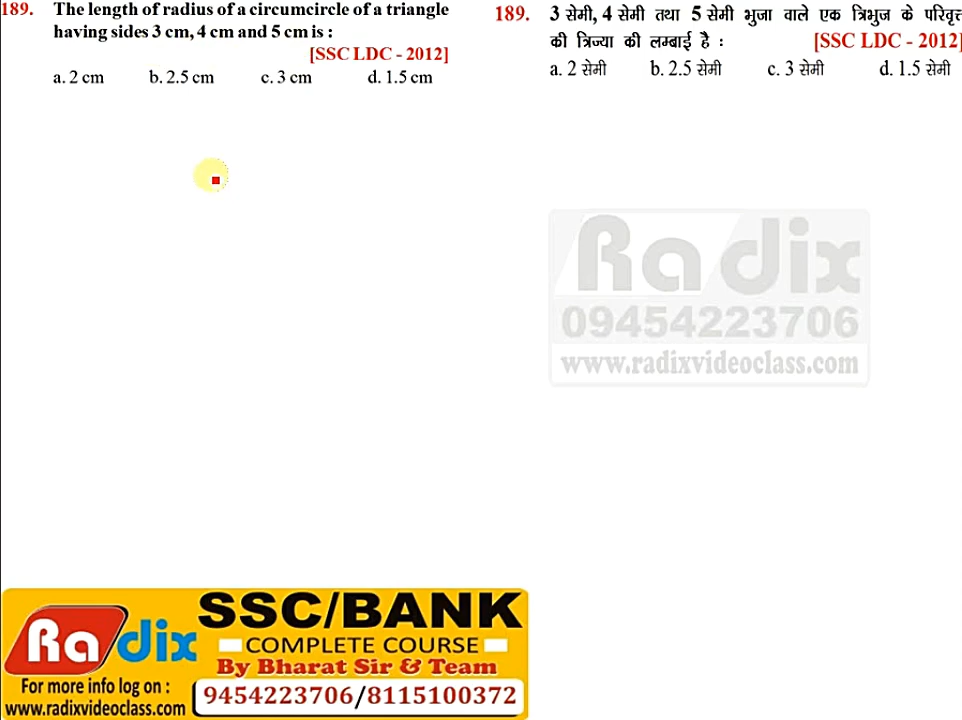 189. The length of radius of a circumcircle of a triangle
having sides 3 cm, 4 cm and 5 cm is :
[SSC LDC - 2012]
a. 2 cm b. 2.5 cm c. 3 cm d. 1.5 cm
189. 3 सेमी, 4 सेमी तथा 5 सेमी भुजा वाले एक त्रिभुज के परिवृत्त
की त्रिज्या की लम्बाई है :
[SSC LDC - 2012]
a. 2 सेमी b. 2.5 सेमी c. 3 सेमी d. 1.5 सेमी
Radix
09454223706
www.radixvideoclass.com
Radix
For more info log on :
www.radixvideoclass.com
SSC/BANK
COMPLETE COURSE
By Bharat Sir & Team
9454223706/8115100372